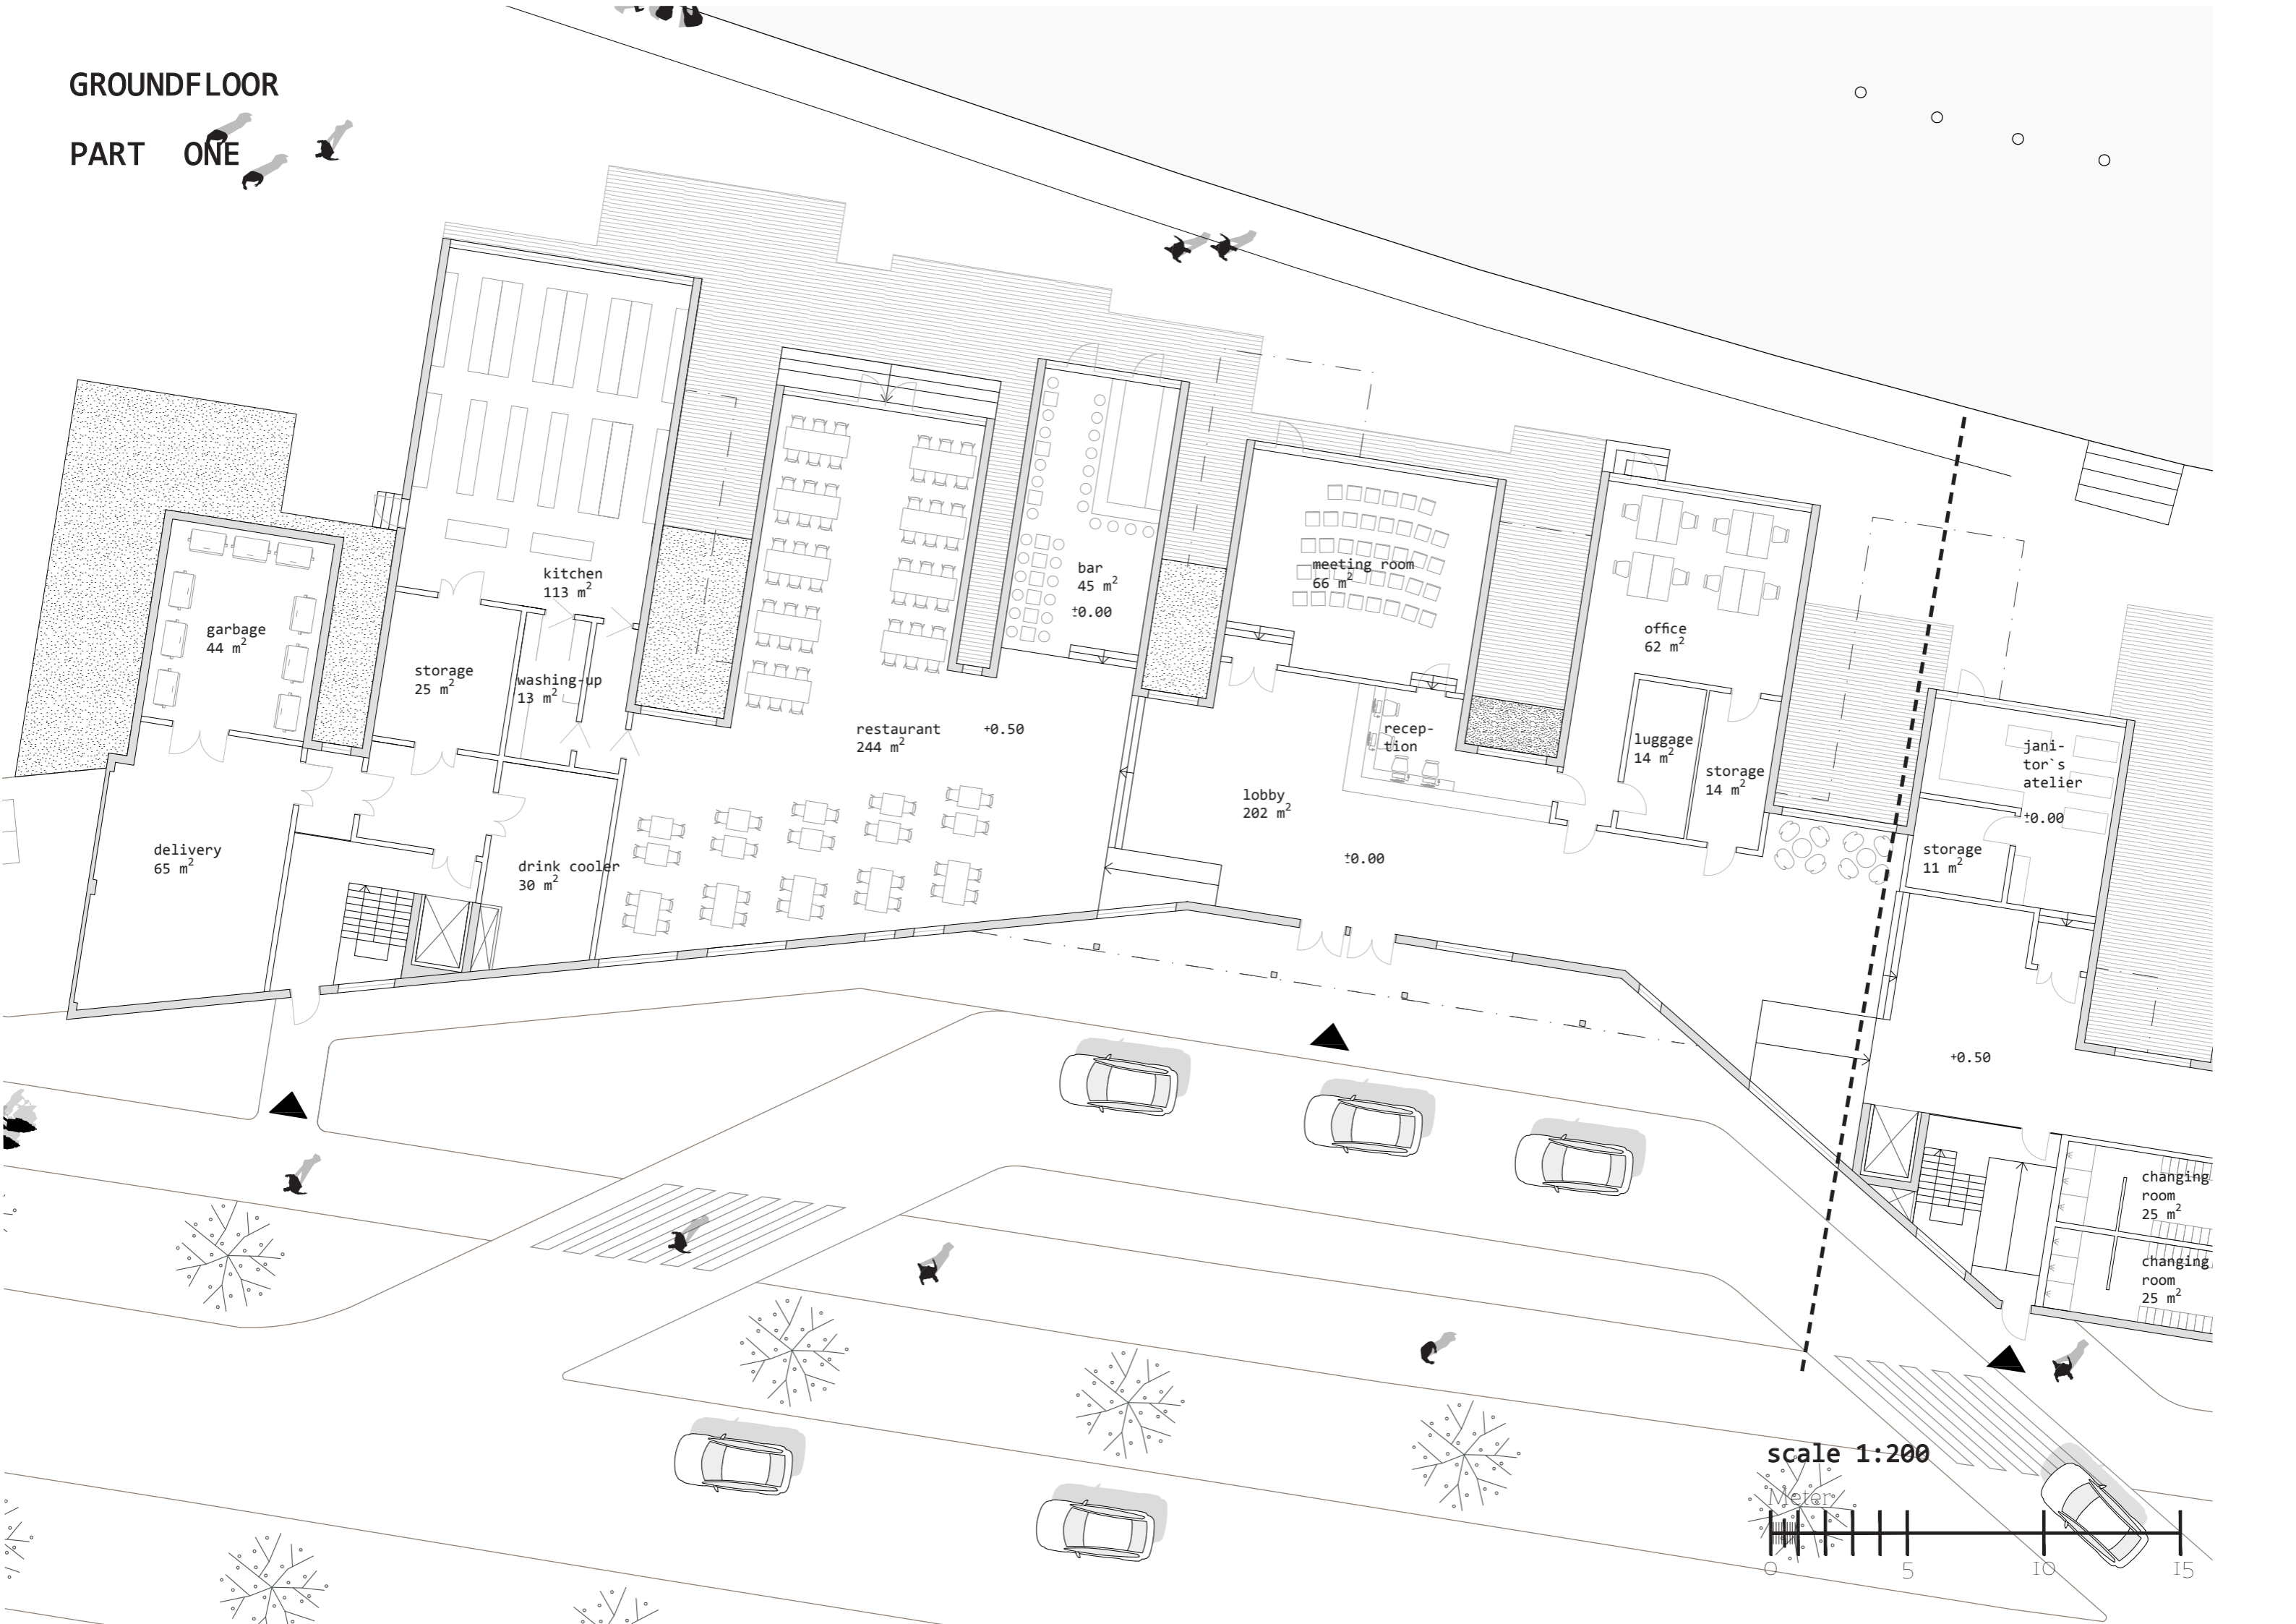 GROUNDFLOOR
PART ONE
kitchen
113 m²
bar
45 m²
±0.00
meeting room
66 m²
garbage
44 m²
office
62 m²
storage
25 m²
washing-up
13 m²
restaurant
244 m²
+0.50
recep-
tion
luggage
14 m²
storage
14 m²
jani-
tor`s
atelier
±0.00
lobby
202 m²
±0.00
delivery
65 m²
drink cooler
30 m²
storage
11 m²
+0.50
changing
room
25 m²
changing
room
25 m²
scale 1:200
Meter
0 5 10 15